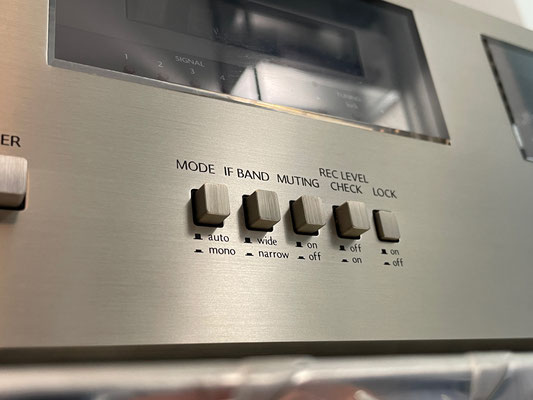 SIGNAL
1 2 3
ER
MODE IF BAND MUTING REC LEVEL CHECK LOCK
auto wide on off on
mono narrow off on off